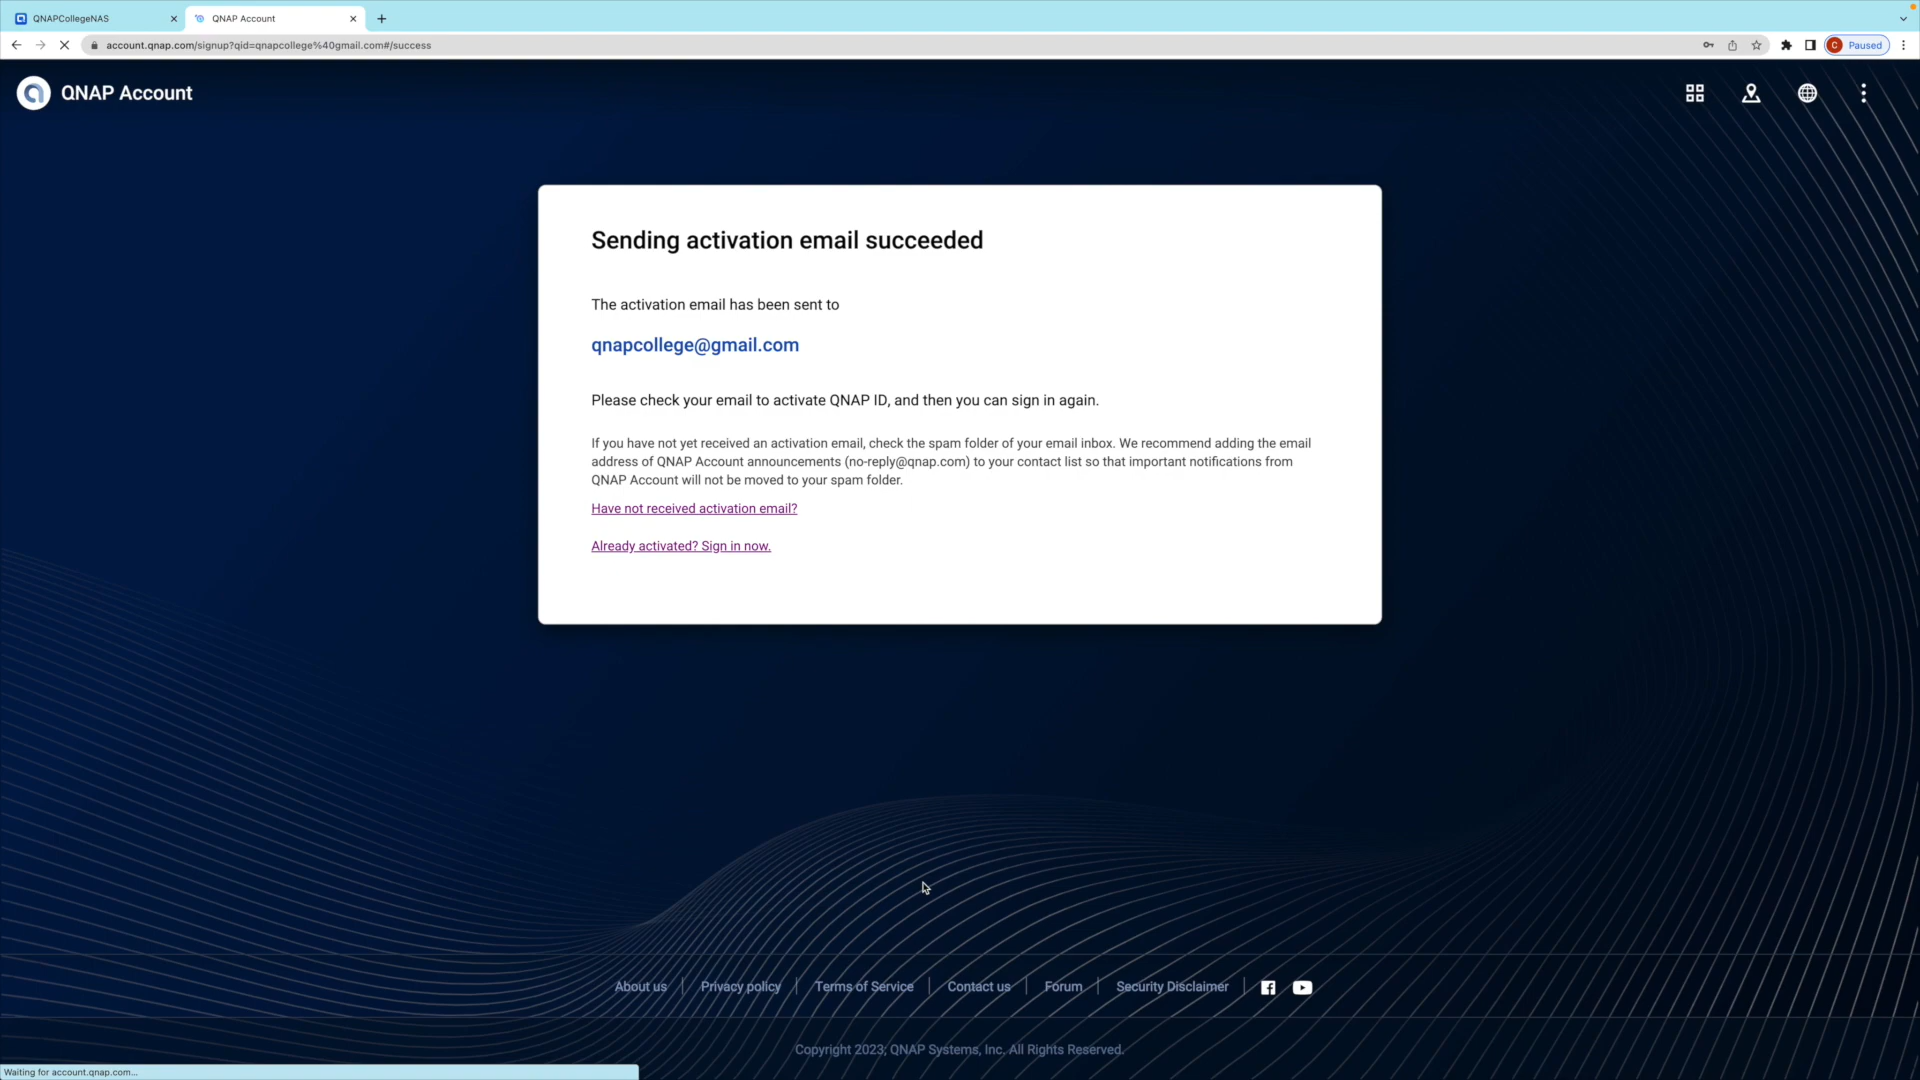 QNAPCollegeNAS
QNAP Account
account.qnap.com/signup?qid=qnapcollege%40gmail.com#/success
C Paused
QNAP Account
Sending activation email succeeded
The activation email has been sent to
qnapcollege@gmail.com
Please check your email to activate QNAP ID, and then you can sign in again.
If you have not yet received an activation email, check the spam folder of your email inbox. We recommend adding the email
address of QNAP Account announcements (no-reply@qnap.com) to your contact list so that important notifications from
QNAP Account will not be moved to your spam folder.
Have not received activation email?
Already activated? Sign in now.
About us | Privacy policy | Terms of Service | Contact us | Forum | Security Disclaimer |
Copyright 2023; QNAP Systems, Inc. All Rights Reserved.
Waiting for account.qnap.com...